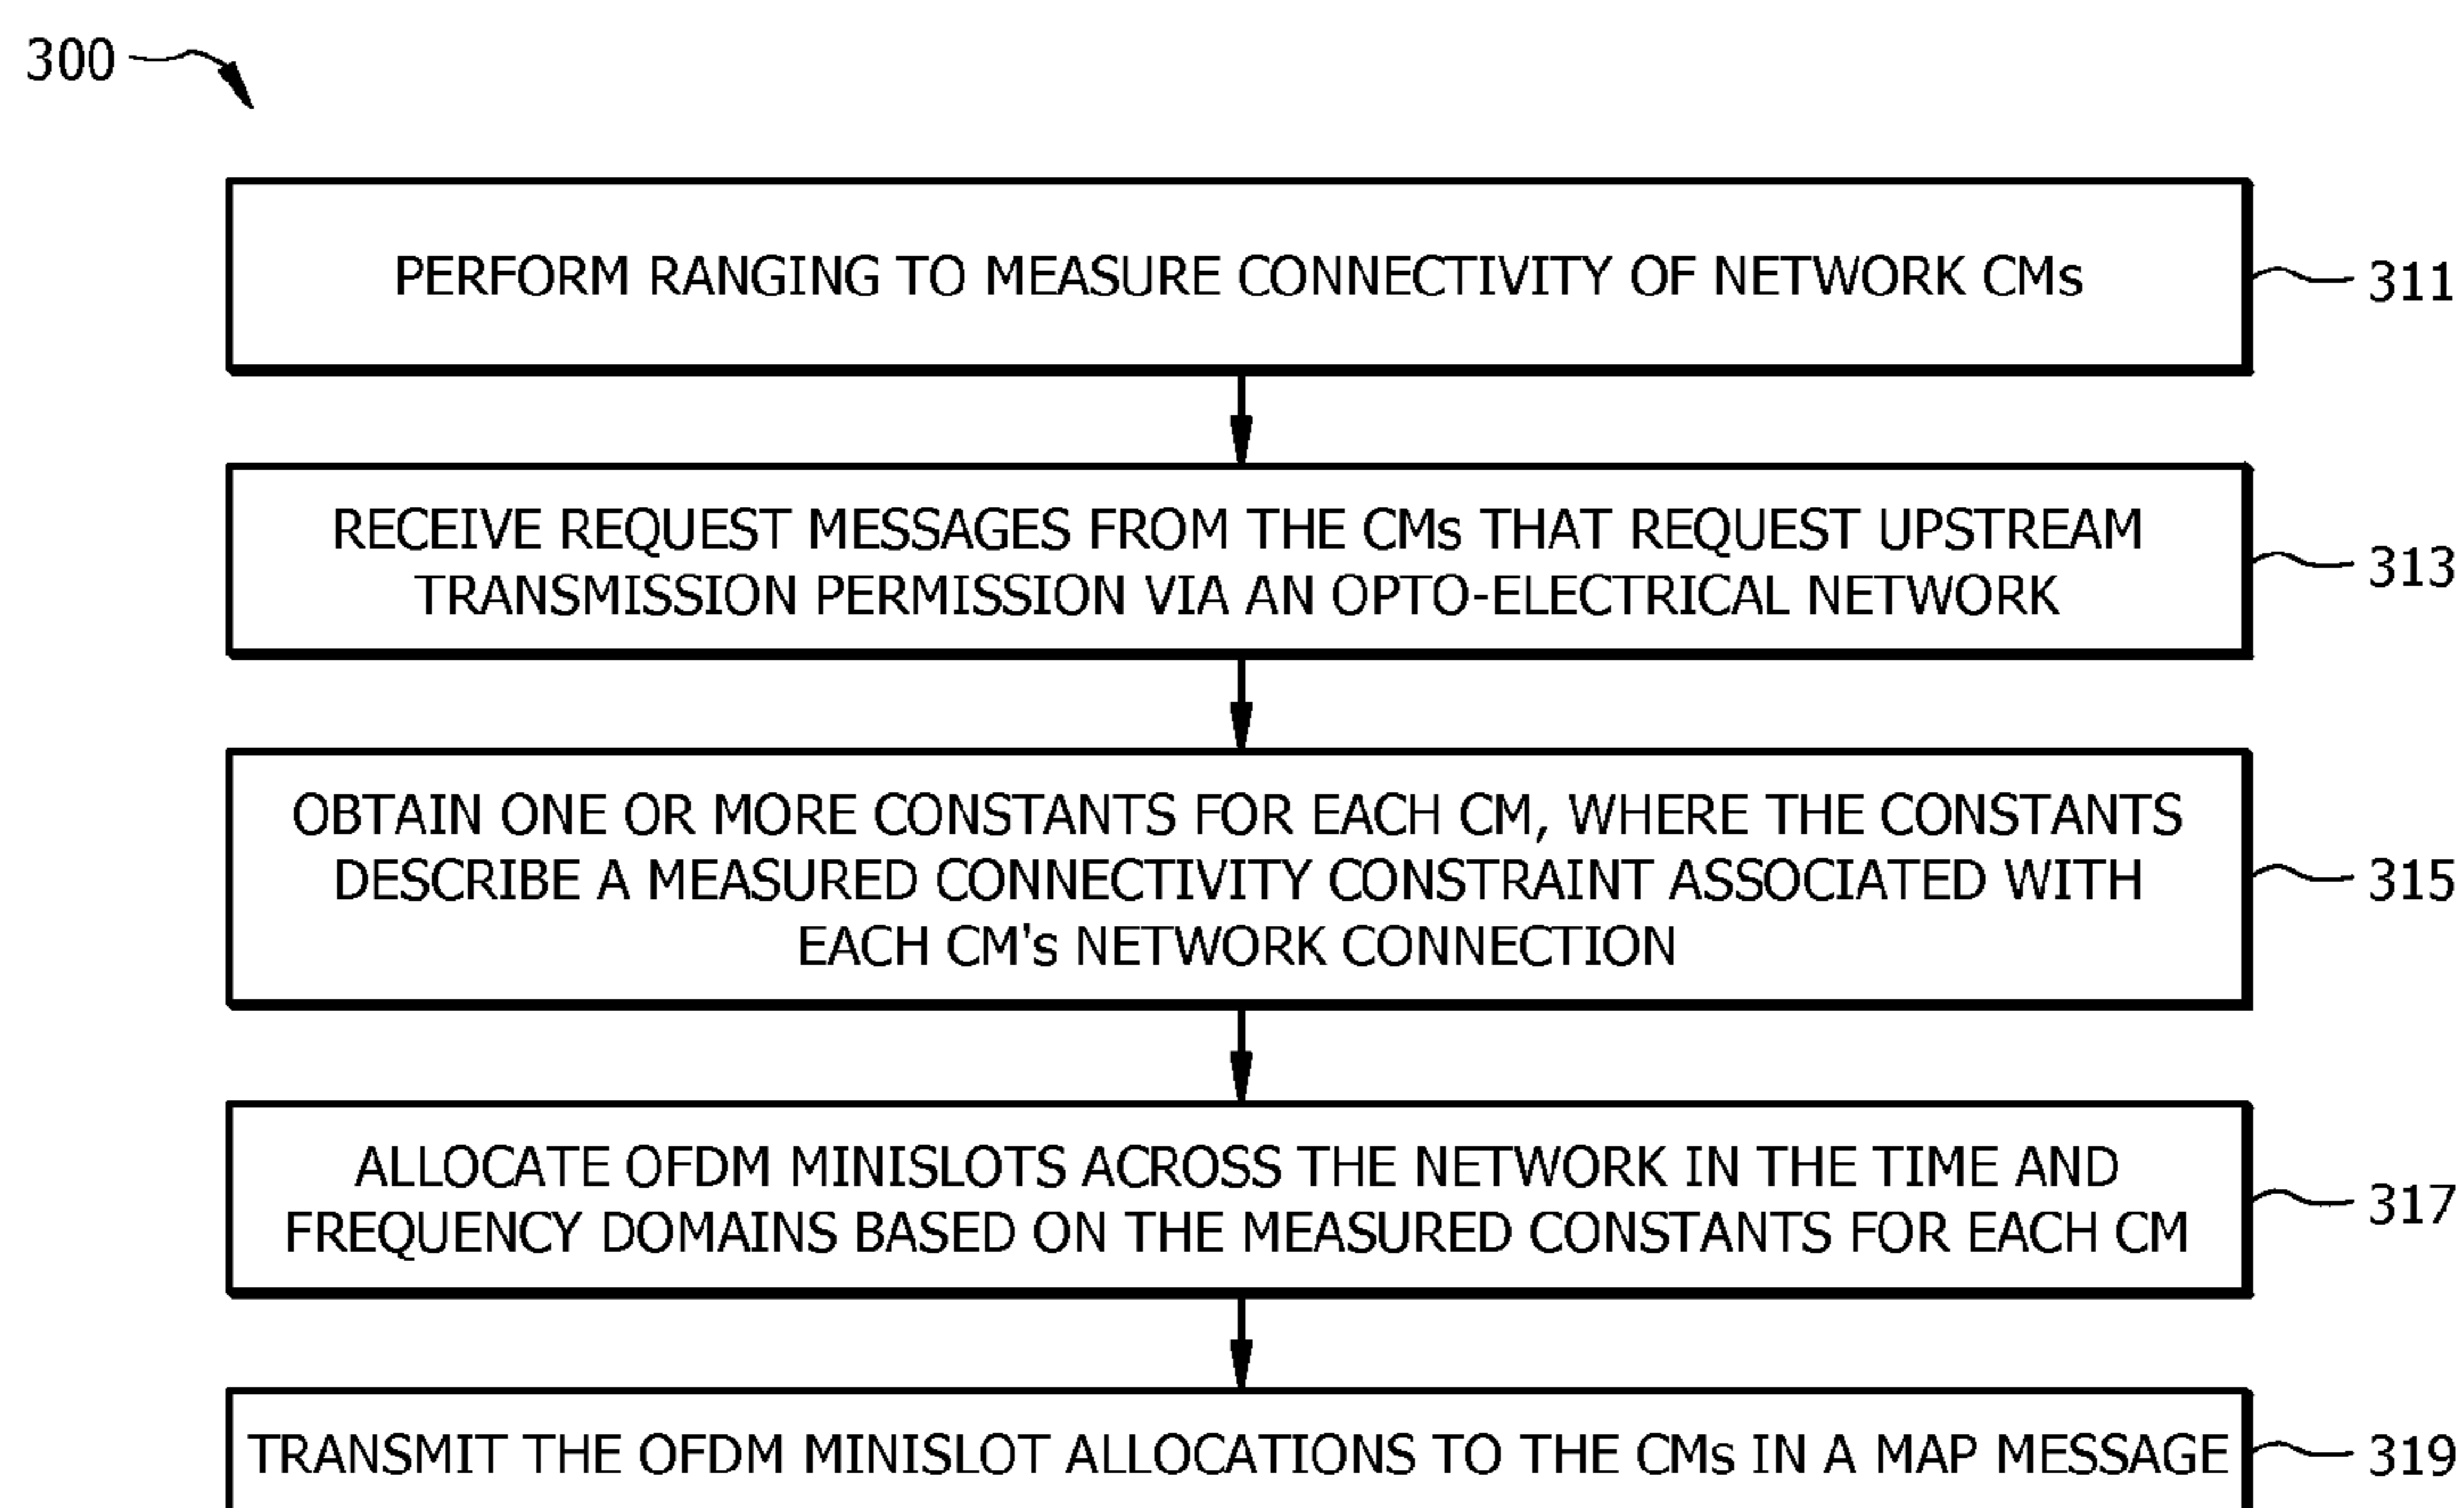 300
PERFORM RANGING TO MEASURE CONNECTIVITY OF NETWORK CMs
311
RECEIVE REQUEST MESSAGES FROM THE CMs THAT REQUEST UPSTREAM
TRANSMISSION PERMISSION VIA AN OPTO-ELECTRICAL NETWORK
313
OBTAIN ONE OR MORE CONSTANTS FOR EACH CM, WHERE THE CONSTANTS
DESCRIBE A MEASURED CONNECTIVITY CONSTRAINT ASSOCIATED WITH
EACH CM's NETWORK CONNECTION
315
ALLOCATE OFDM MINISLOTS ACROSS THE NETWORK IN THE TIME AND
FREQUENCY DOMAINS BASED ON THE MEASURED CONSTANTS FOR EACH CM
317
TRANSMIT THE OFDM MINISLOT ALLOCATIONS TO THE CMs IN A MAP MESSAGE
319